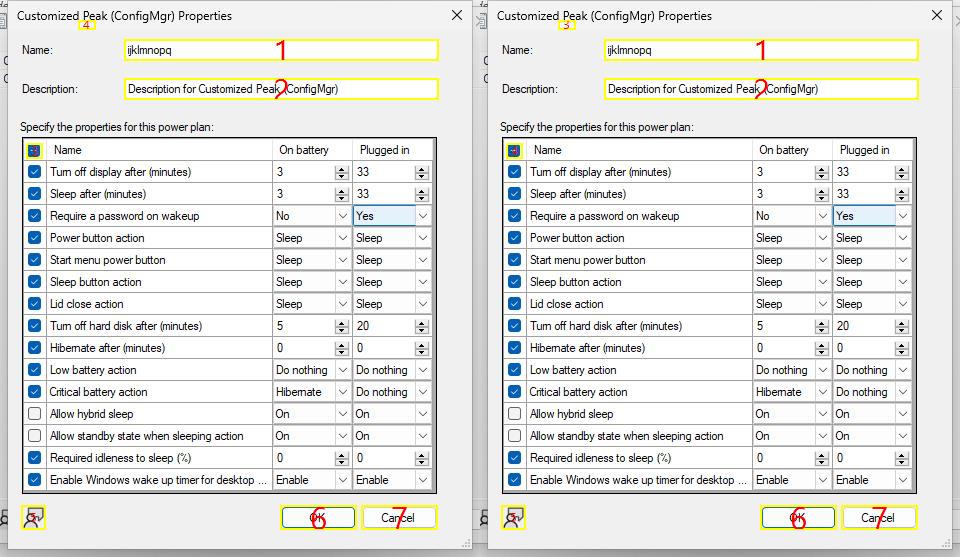 Customized Peak (ConfigMgr) Properties
4
Name: ijklmnopq 1
Description: Description for Customized Peak (ConfigMgr) 2
Specify the properties for this power plan:
Name On battery Plugged in
Turn off display after (minutes) 3 33
Sleep after (minutes) 3 33
Require a password on wakeup No Yes
Power button action Sleep Sleep
Start menu power button Sleep Sleep
Sleep button action Sleep Sleep
Lid close action Sleep Sleep
Turn off hard disk after (minutes) 5 20
Hibernate after (minutes) 0 0
Low battery action Do nothing Do nothing
Critical battery action Hibernate Do nothing
Allow hybrid sleep On On
Allow standby state when sleeping action On On
Required idleness to sleep (%) 0 0
Enable Windows wake up timer for desktop ... Enable Enable
OK 6 Cancel 7
Customized Peak (ConfigMgr) Properties
3
Name: ijklmnopq 1
Description: Description for Customized Peak (ConfigMgr) 2
Specify the properties for this power plan:
Name On battery Plugged in
Turn off display after (minutes) 3 33
Sleep after (minutes) 3 33
Require a password on wakeup No Yes
Power button action Sleep Sleep
Start menu power button Sleep Sleep
Sleep button action Sleep Sleep
Lid close action Sleep Sleep
Turn off hard disk after (minutes) 5 20
Hibernate after (minutes) 0 0
Low battery action Do nothing Do nothing
Critical battery action Hibernate Do nothing
Allow hybrid sleep On On
Allow standby state when sleeping action On On
Required idleness to sleep (%) 0 0
Enable Windows wake up timer for desktop ... Enable Enable
OK 6 Cancel 7